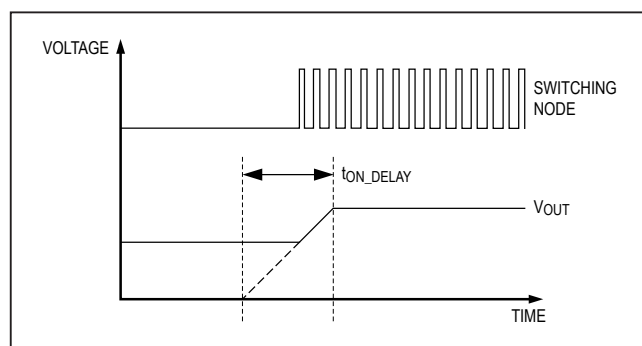 VOLTAGE
SWITCHING
NODE
tON_DELAY
VOUT
TIME